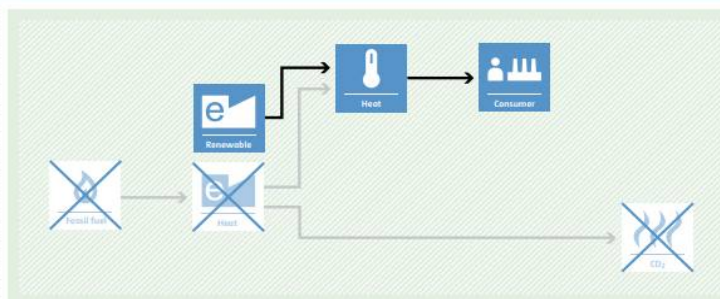 Heat
Consumer
e
Renewable
Fossil fuel
e
Heat
CO₂